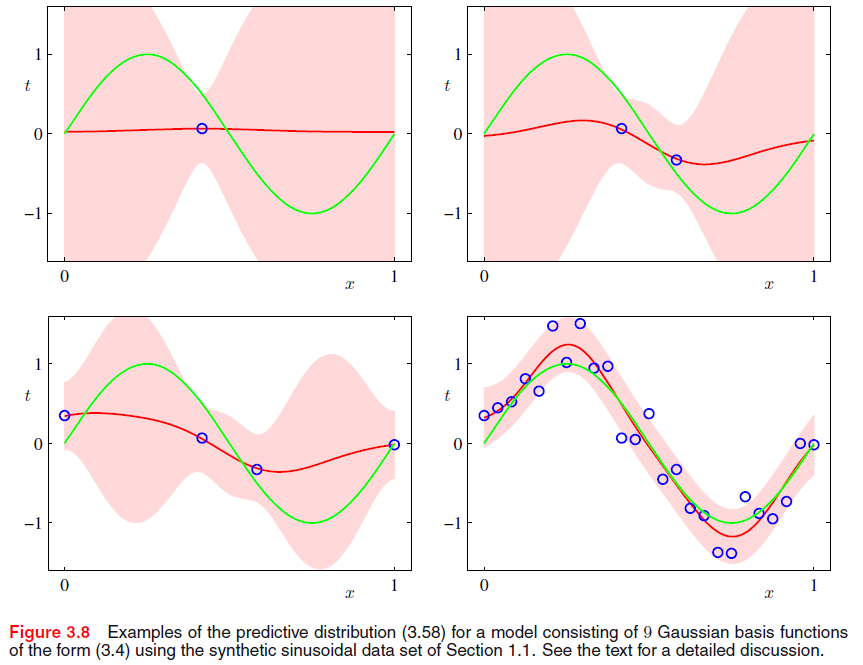 1
t
0
−1
0
x
1
1
t
0
−1
0
x
1
1
t
0
−1
0
x
1
1
t
0
−1
0
x
1
Figure 3.8 Examples of the predictive distribution (3.58) for a model consisting of 9 Gaussian basis functions
of the form (3.4) using the synthetic sinusoidal data set of Section 1.1. See the text for a detailed discussion.